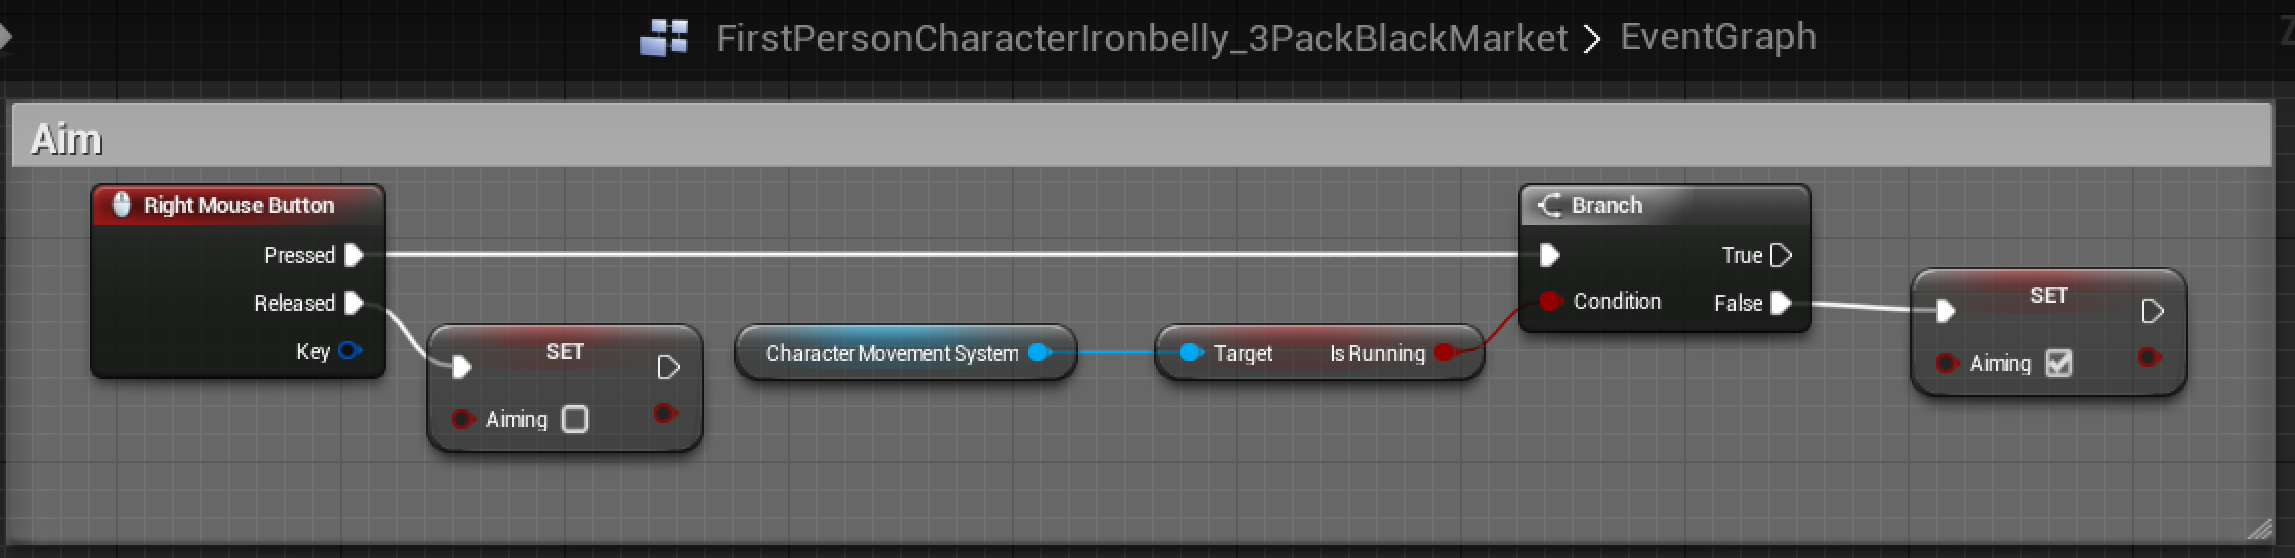 FirstPersonCharacterIronbelly_3PackBlackMarket > EventGraph
Aim
Right Mouse Button
Pressed
Released
Key
SET
Aiming
Character Movement System
Target Is Running
Branch
True
Condition False
SET
Aiming